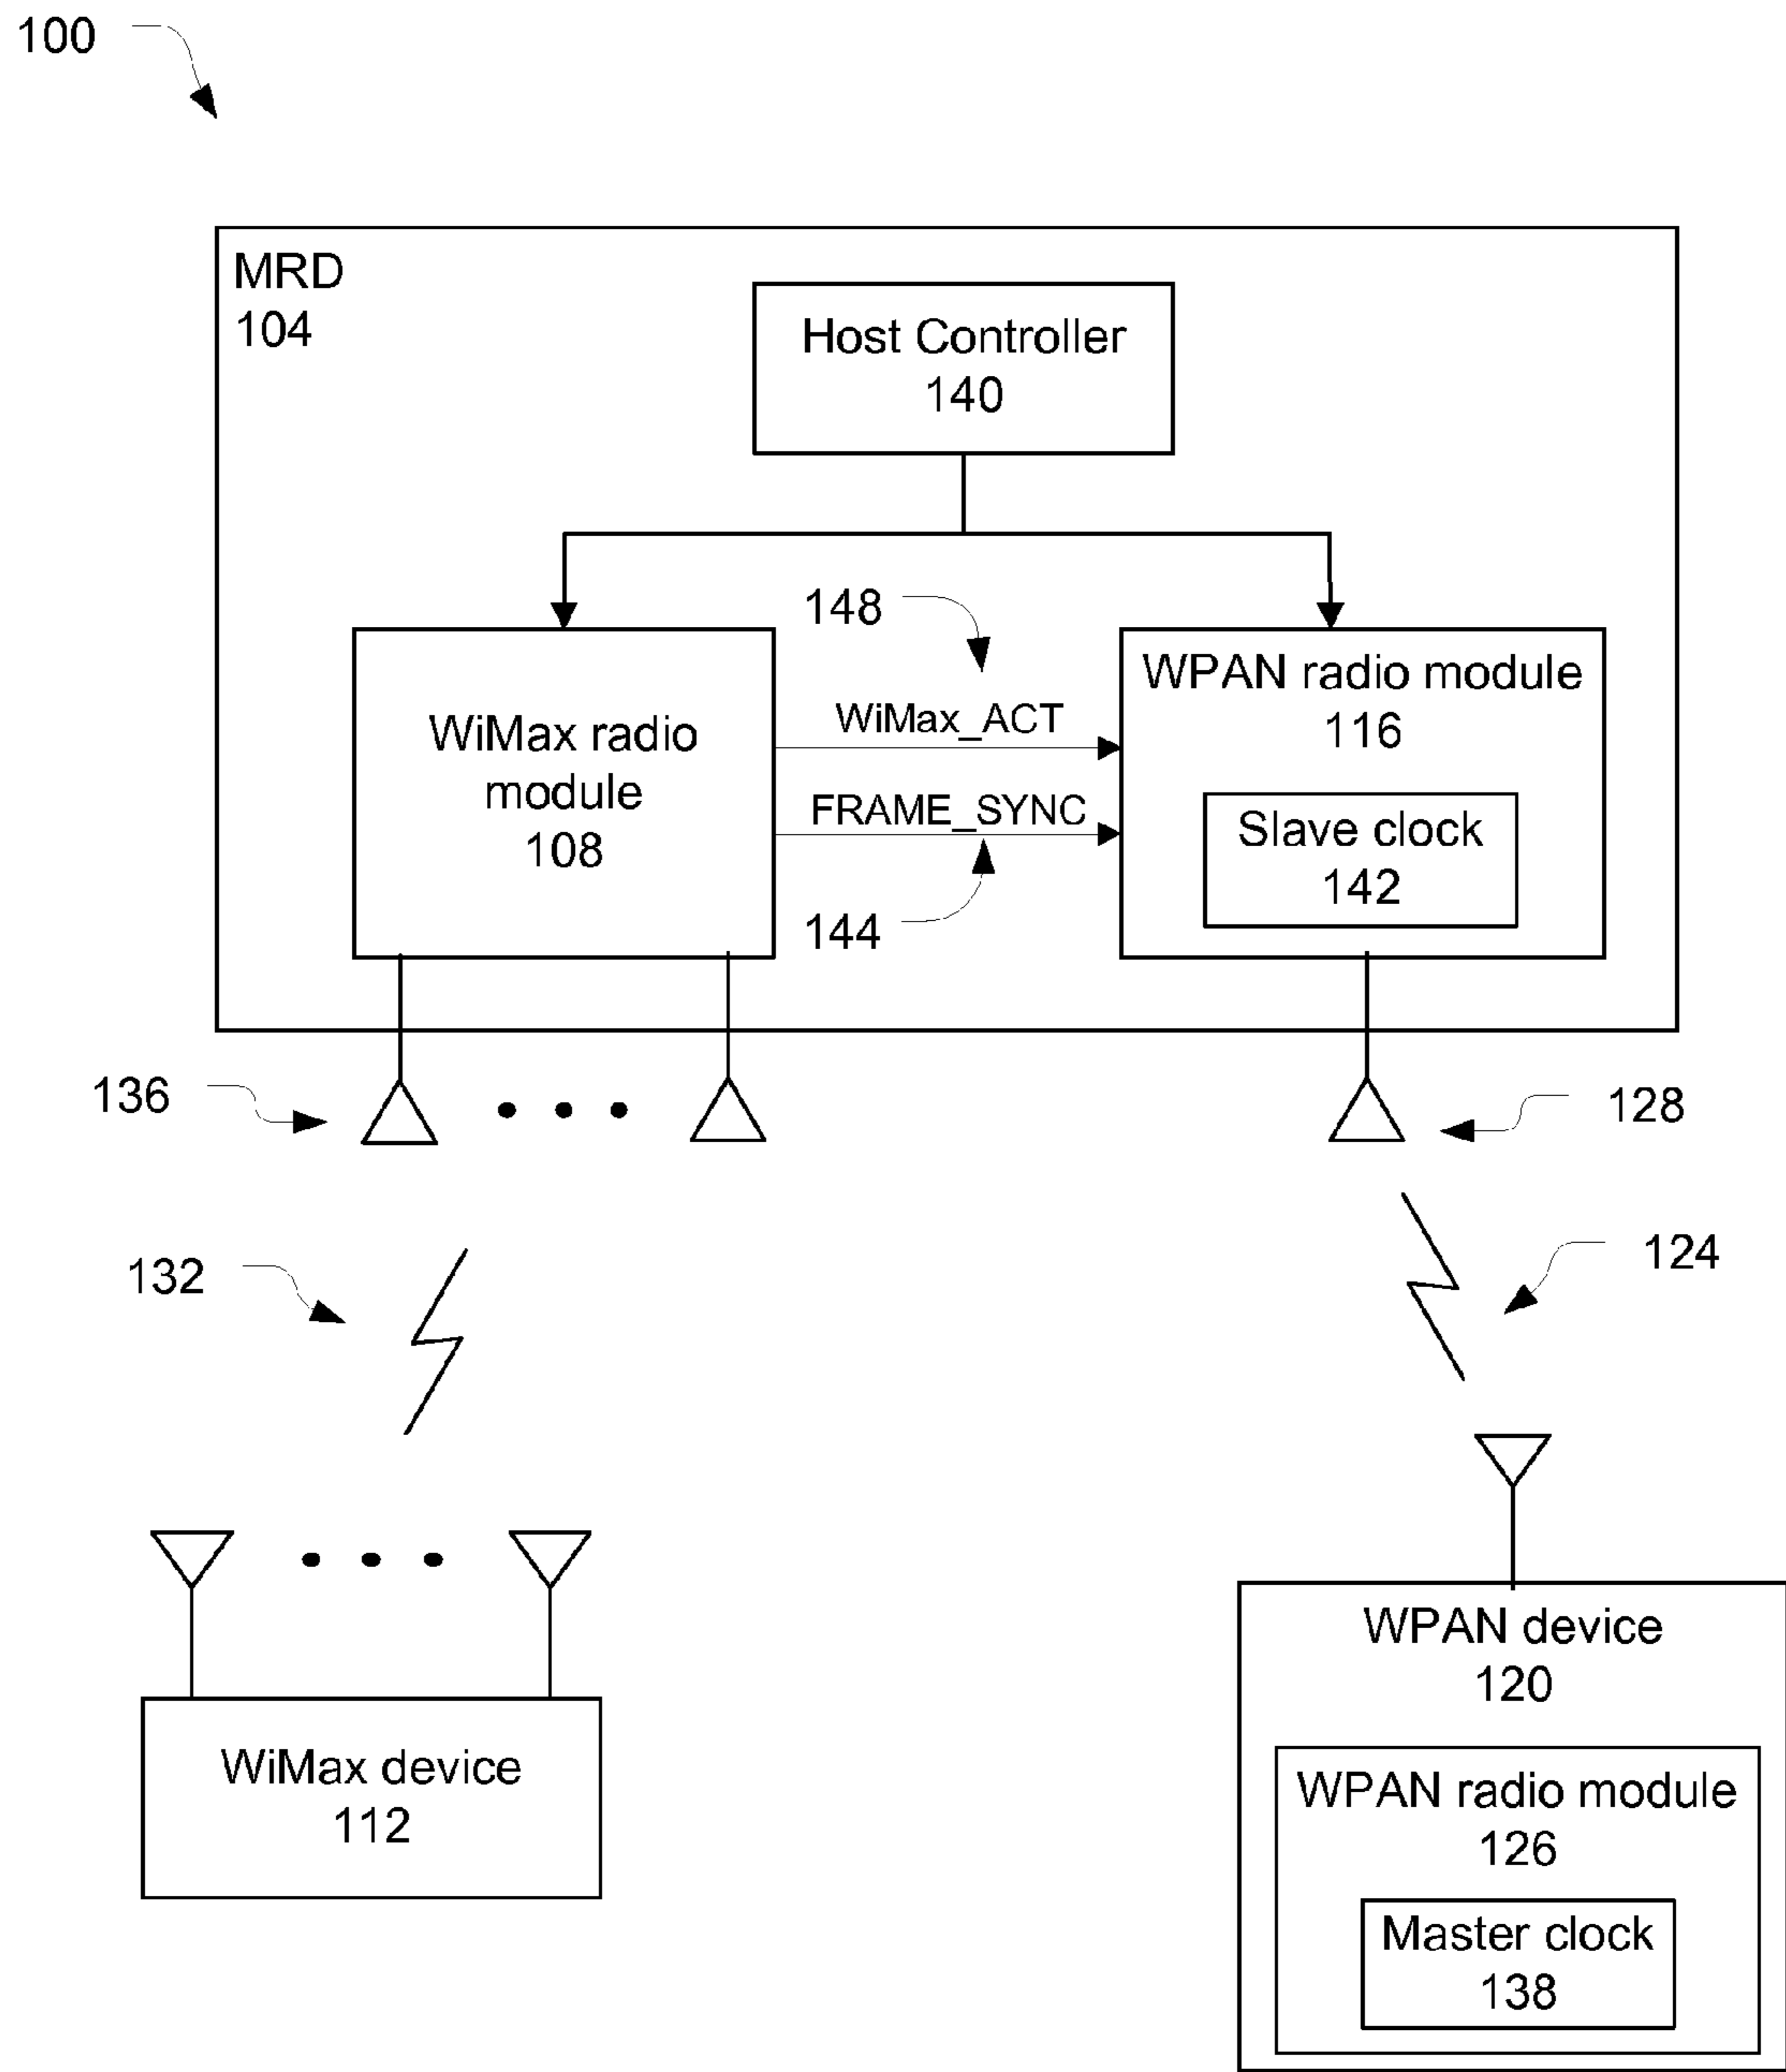 100
MRD
104
Host Controller
140
148
WiMax radio
module
108
WiMax_ACT
FRAME_SYNC
144
WPAN radio module
116
Slave clock
142
136
128
132
124
WiMax device
112
WPAN device
120
WPAN radio module
126
Master clock
138